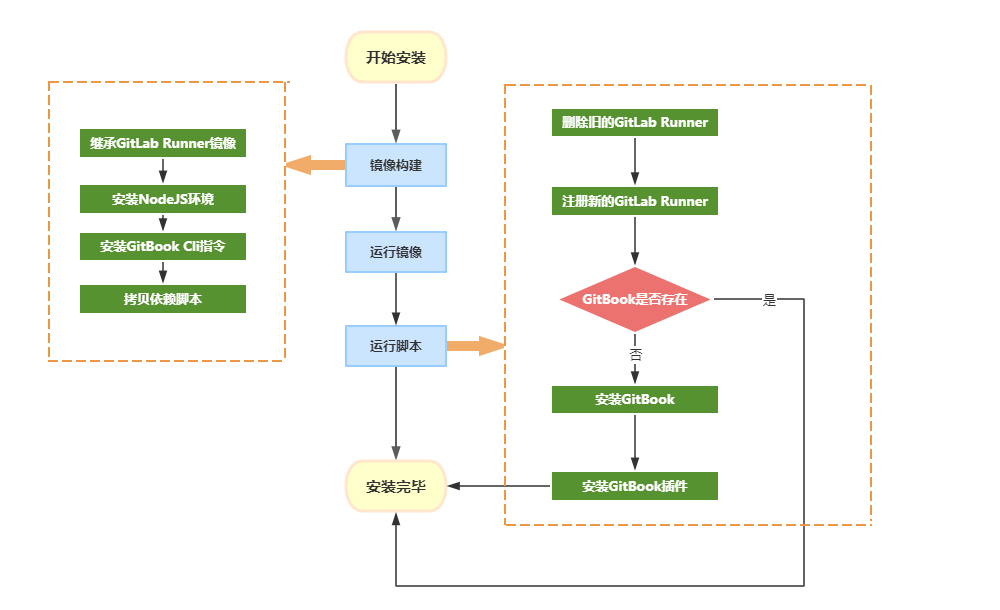 开始安装
镜像构建
运行镜像
运行脚本
安装完毕
继承GitLab Runner镜像
安装NodeJS环境
安装GitBook Cli指令
拷贝依赖脚本
删除旧的GitLab Runner
注册新的GitLab Runner
GitBook是否存在
是
否
安装GitBook
安装GitBook插件